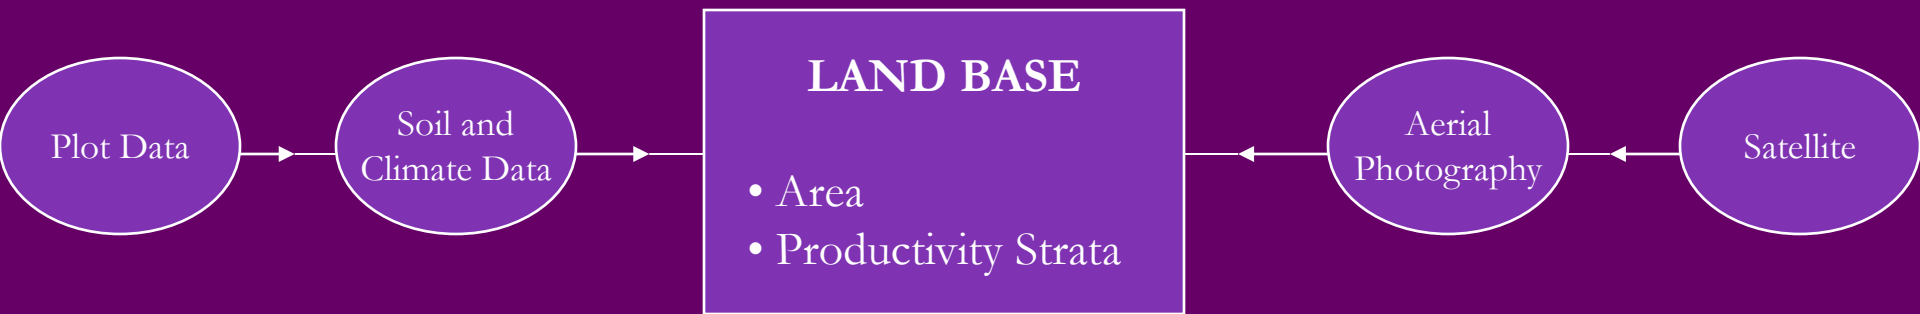 Plot Data
Soil and
Climate Data
LAND BASE
• Area
• Productivity Strata
Aerial
Photography
Satellite